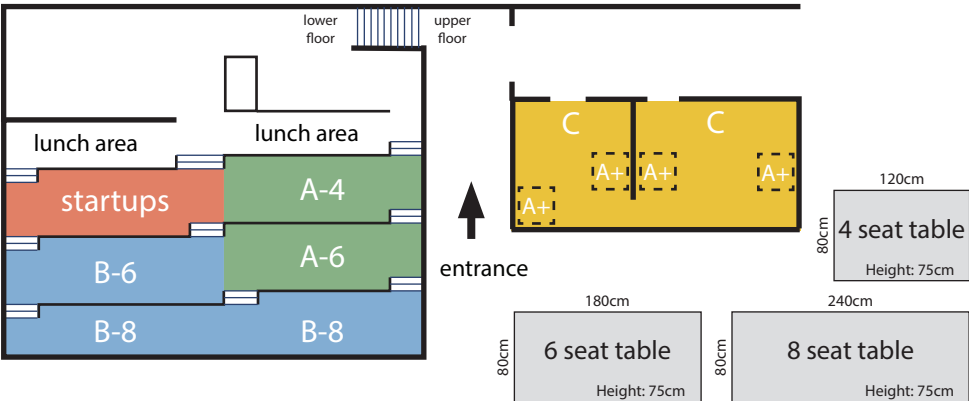 lower
floor
upper
floor
lunch area
lunch area
startups
A-4
B-6
A-6
B-8
B-8
entrance
C
C
A+
A+
A+
A+
120cm
80cm
4 seat table
Height: 75cm
180cm
80cm
6 seat table
Height: 75cm
240cm
80cm
8 seat table
Height: 75cm